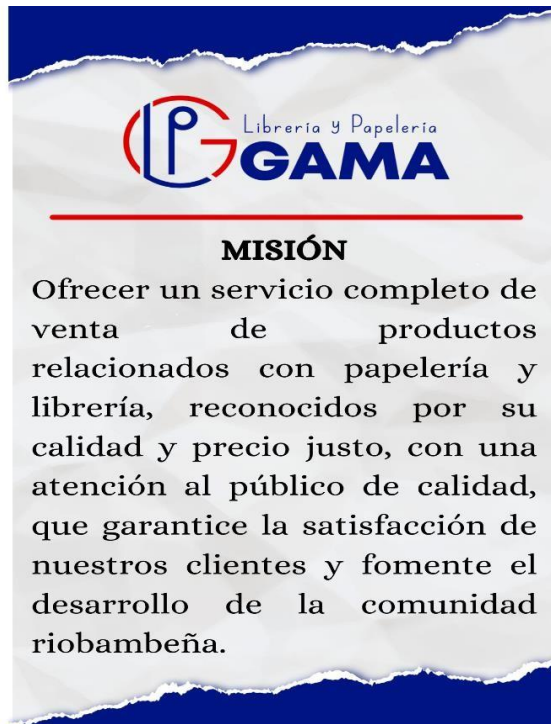 Librería y Papelería
GAMA
MISIÓN
Ofrecer un servicio completo de
venta de productos
relacionados con papelería y
librería, reconocidos por su
calidad y precio justo, con una
atención al público de calidad,
que garantice la satisfacción de
nuestros clientes y fomente el
desarrollo de la comunidad
riobambeña.